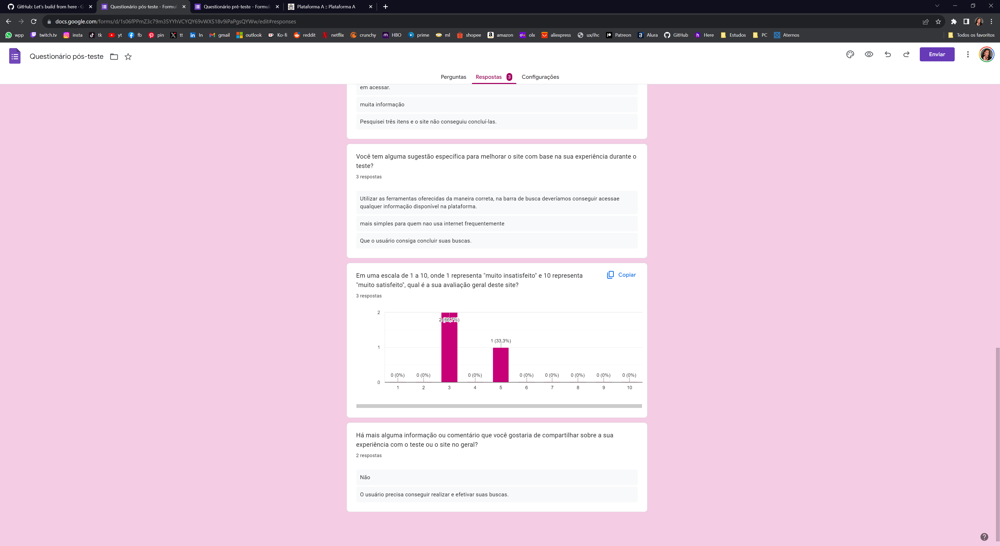 GitHub: Let's build from here · G
Questionário pós-teste - Formul
Questionário pré-teste - Formul
Plataforma A :: Plataforma A
docs.google.com/forms/d/1s06fPPmZ3c79m35YYhVCYQY69vWXS18v9iPaPgsQYWw/edit#responses
wpp twitch.tv insta tk yt fb pin tt In gmail outlook Ko-fi reddit netflix crunchy HBO prime ml shopee amazon olx aliexpress ux/ihc Patreon Alura GitHub Here Estudos PC Aternos Todos os favoritos
Questionário pós-teste
Enviar
Perguntas Respostas 3 Configurações
em acessar.
muita informação
Pesquisei três itens e o site não conseguiu concluí-las.
Você tem alguma sugestão específica para melhorar o site com base na sua experiência durante o
teste?
3 respostas
Utilizar as ferramentas oferecidas da maneira correta, na barra de busca deveríamos conseguir acessae
qualquer informação disponível na plataforma.
mais simples para quem nao usa internet frequentemente
Que o usuário consiga concluir suas buscas.
Em uma escala de 1 a 10, onde 1 representa "muito insatisfeito" e 10 representa
"muito satisfeito", qual é a sua avaliação geral deste site?
Copiar
3 respostas
2
2 (66,7%)
1 (33,3%)
1
0 (0%) 0 (0%) 0 (0%) 0 (0%) 0 (0%) 0 (0%) 0 (0%) 0 (0%)
0
1 2 3 4 5 6 7 8 9 10
Há mais alguma informação ou comentário que você gostaria de compartilhar sobre a sua
experiência com o teste ou o site no geral?
2 respostas
Não
O usuário precisa conseguir realizar e efetivar suas buscas.